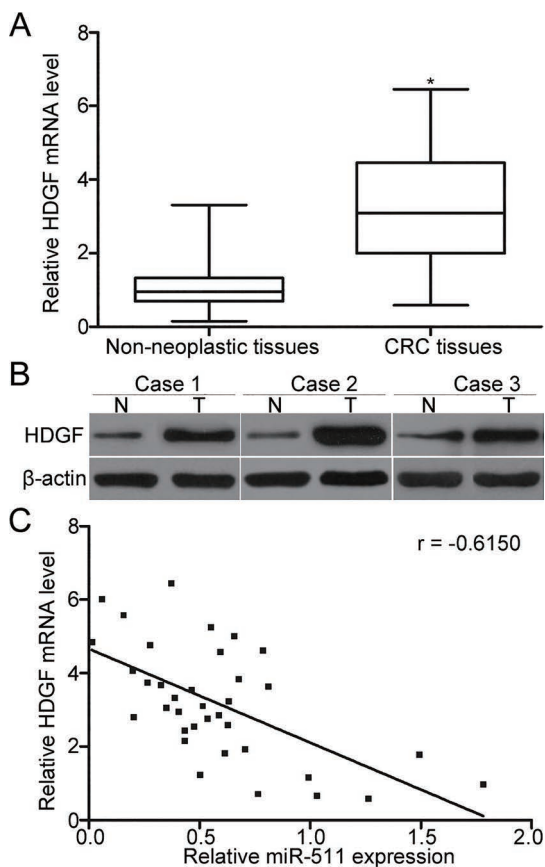 A
Relative HDGF mRNA level
8
6
4
2
0
*
Non-neoplastic tissues
CRC tissues
B
Case 1 Case 2 Case 3
N T N T N T
HDGF
β-actin
C
r = -0.6150
Relative HDGF mRNA level
8
6
4
2
0
0.0 0.5 1.0 1.5 2.0
Relative miR-511 expression